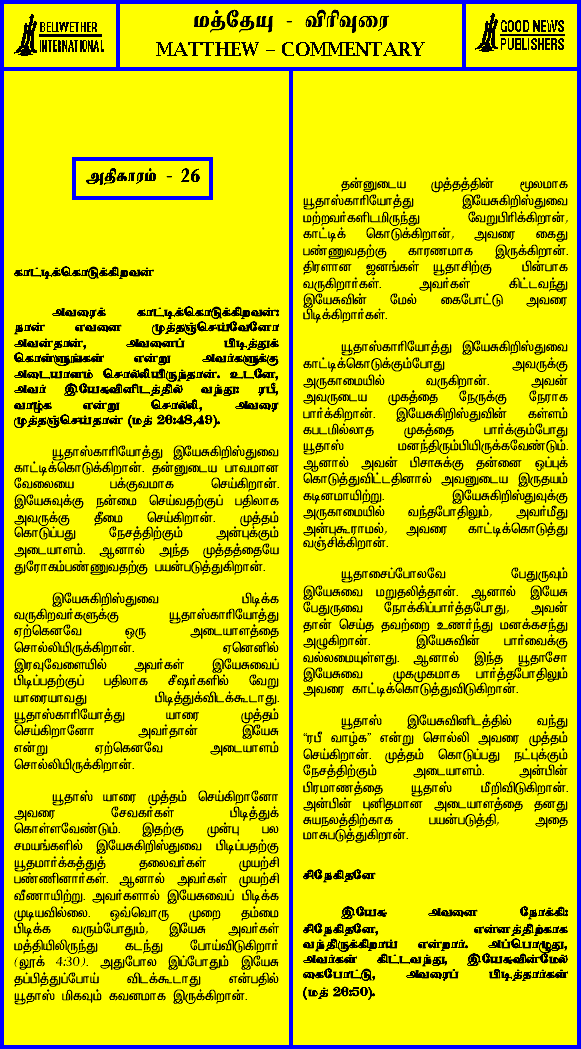 BELIWETHER
INTERNATIONAL
மத்தேயு - விரிவுரை
MATTHEW – COMMENTARY
GOOD NEWS
PUBLISHERS
அதிகாரம் - 26
காட்டிக்கொடுக்கிறவன்
அவரைக் காட்டிக்கொடுக்கிறவன்:
நான் எவனை முத்தஞ்செய்வேனோ
அவன்தான், அவனைப் பிடித்துக்
கொள்ளுங்கள் என்று அவர்களுக்கு
அடையாளம் சொல்லியிருந்தான். உடனே,
அவர் இயேசுவினிடத்தில் வந்து: ரபீ,
வாழ்க என்று சொல்லி, அவரை
முத்தஞ்செய்தான் (மத் 26:48,49).
யூதாஸ்காரியோத்து இயேசுகிறிஸ்துவை
காட்டிக்கொடுக்கிறான். தன்னுடைய பாவமான
வேலையை பக்குவமாக செய்கிறான்.
இயேசுவுக்கு நன்மை செய்வதற்குப் பதிலாக
அவருக்கு தீமை செய்கிறான். முத்தம்
கொடுப்பது நேசத்திற்கும் அன்புக்கும்
அடையாளம். ஆனால் அந்த முத்தத்தையே
துரோகம்பண்ணுவதற்கு பயன்படுத்துகிறான்.
இயேசுகிறிஸ்துவை பிடிக்க
வருகிறவர்களுக்கு யூதாஸ்காரியோத்து
ஏற்கெனவே ஒரு அடையாளத்தை
சொல்லியிருக்கிறான். ஏனெனில்
இரவுவேளையில் அவர்கள் இயேசுவைப்
பிடிப்பதற்குப் பதிலாக சீஷர்களில் வேறு
யாரையாவது பிடித்துக்விடக்கூடாது.
யூதாஸ்காரியோத்து யாரை முத்தம்
செய்கிறானோ அவர்தான் இயேசு
என்று ஏற்கெனவே அடையாளம்
சொல்லியிருக்கிறான்.
யூதாஸ் யாரை முத்தம் செய்கிறானோ
அவரை சேவகர்கள் பிடித்துக்
கொள்ளவேண்டும். இதற்கு முன்பு பல
சமயங்களில் இயேசுகிறிஸ்துவை பிடிப்பதற்கு
யூதமார்க்கத்துத் தலைவர்கள் முயற்சி
பண்ணினார்கள். ஆனால் அவர்கள் முயற்சி
வீணாயிற்று. அவர்களால் இயேசுவைப் பிடிக்க
முடியவில்லை. ஒவ்வொரு முறை தம்மை
பிடிக்க வரும்போதும், இயேசு அவர்கள்
மத்தியிலிருந்து கடந்து போய்விடுகிறார்
(லூக் 4:30). அதுபோல இப்போதும் இயேசு
தப்பித்துப்போய் விடக்கூடாது என்பதில்
யூதாஸ் மிகவும் கவனமாக இருக்கிறான்.
தன்னுடைய முத்தத்தின் மூலமாக
யூதாஸ்காரியோத்து இயேசுகிறிஸ்துவை
மற்றவர்களிடமிருந்து வேறுபிரிக்கிறான்,
காட்டிக் கொடுக்கிறான், அவரை கைது
பண்ணுவதற்கு காரணமாக இருக்கிறான்.
திரளான ஜனங்கள் யூதாசிற்கு பின்பாக
வருகிறார்கள். அவர்கள் கிட்டவந்து
இயேசுவின் மேல் கைபோட்டு அவரை
பிடிக்கிறார்கள்.
யூதாஸ்காரியோத்து இயேசுகிறிஸ்துவை
காட்டிக்கொடுக்கும்போது அவருக்கு
அருகாமையில் வருகிறான். அவன்
அவருடைய முகத்தை நேருக்கு நேராக
பார்க்கிறான். இயேசுகிறிஸ்துவின் கள்ளம்
கபடமில்லாத முகத்தை பார்க்கும்போது
யூதாஸ் மனந்திரும்பியிருக்கவேண்டும்.
ஆனால் அவன் பிசாசுக்கு தன்னை ஒப்புக்
கொடுத்துவிட்டதினால் அவனுடைய இருதயம்
கடினமாயிற்று. இயேசுகிறிஸ்துவுக்கு
அருகாமையில் வந்தபோதிலும், அவர்மீது
அன்புகூராமல், அவரை காட்டிக்கொடுத்து
வஞ்சிக்கிறான்.
யூதாசைப்போலவே பேதுருவும்
இயேசுவை மறுதலித்தான். ஆனால் இயேசு
பேதுருவை நோக்கிப்பார்த்தபோது, அவன்
தான் செய்த தவற்றை உணர்ந்து மனக்கசந்து
அழுகிறான். இயேசுவின் பார்வைக்கு
வல்லமையுள்ளது. ஆனால் இந்த யூதாசோ
இயேசுவை முகமுகமாக பார்த்தபோதிலும்
அவரை காட்டிக்கொடுத்துவிடுகிறான்.
யூதாஸ் இயேசுவினிடத்தில் வந்து
“ரபீ வாழ்க” என்று சொல்லி அவரை முத்தம்
செய்கிறான். முத்தம் கொடுப்பது நட்புக்கும்
நேசத்திற்கும் அடையாளம். அன்பின்
பிரமாணத்தை யூதாஸ் மீறிவிடுகிறான்.
அன்பின் புனிதமான அடையாளத்தை தனது
சுயநலத்திற்காக பயன்படுத்தி, அதை
மாசுபடுத்துகிறான்.
சிநேகிதனே
இயேசு அவனை நோக்கி:
சிநேகிதனே, என்னத்திற்காக
வந்திருக்கிறாய் என்றார். அப்பொழுது,
அவர்கள் கிட்டவந்து, இயேசுவின்மேல்
கைபோட்டு, அவரைப் பிடித்தார்கள்
(மத் 26:50).